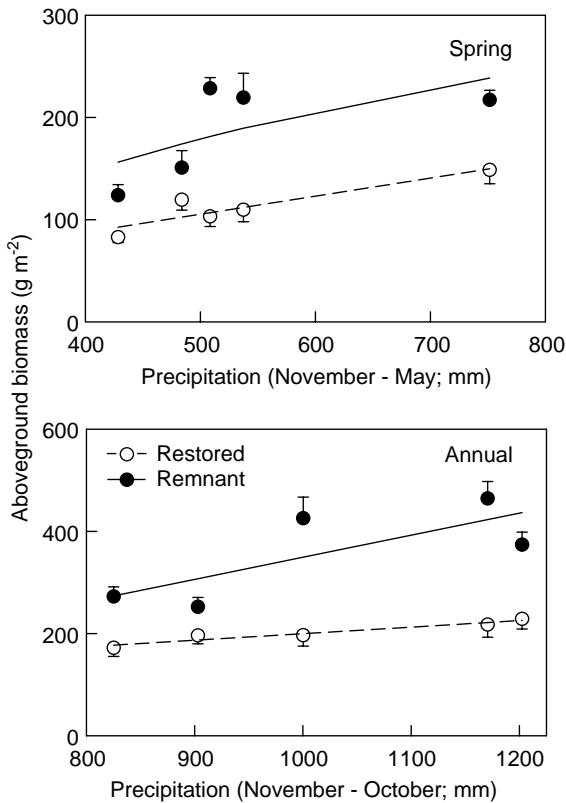 300
Spring
200
100
0
400 500 600 700 800
Precipitation (November - May; mm)
Aboveground biomass (g m-2)
600
Restored
Annual
Remnant
400
200
0
800 900 1000 1100 1200
Precipitation (November - October; mm)